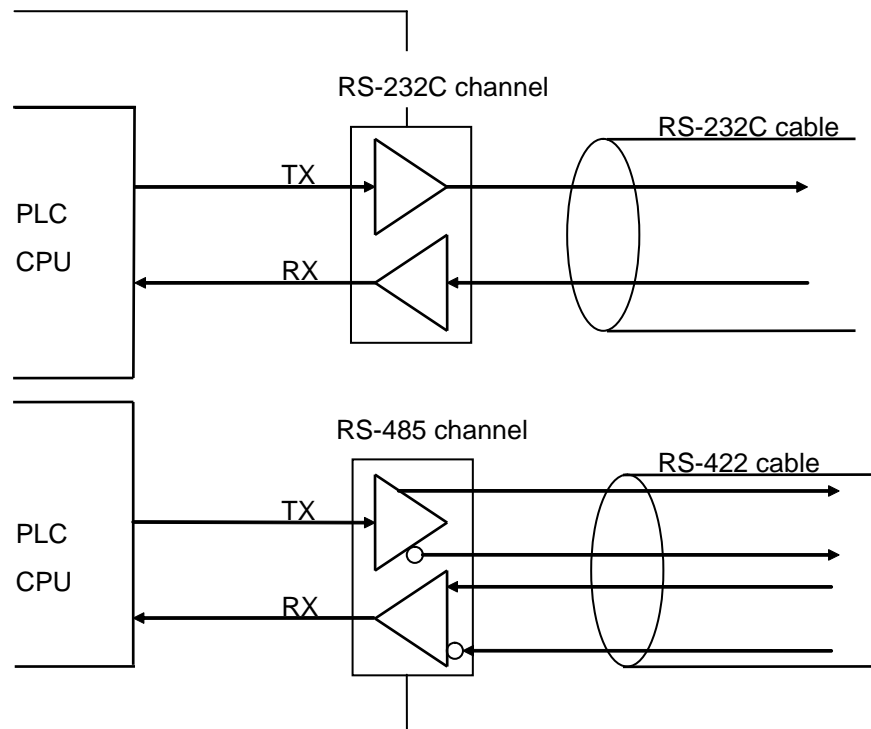 RS-232C channel
RS-232C cable
TX
PLC
CPU
RX
RS-485 channel
RS-422 cable
TX
PLC
CPU
RX